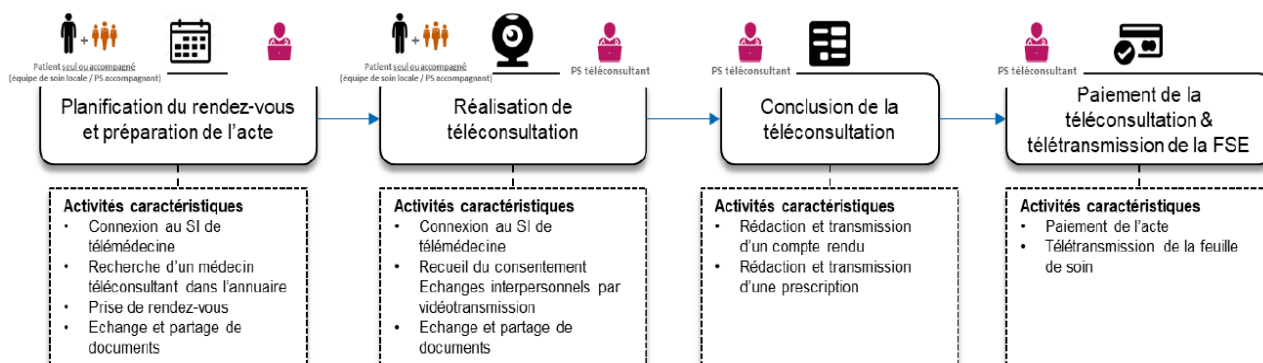 Patient seul ou accompagné
(équipe de soin locale / PS accompagnant)
Planification du rendez-vous
et préparation de l'acte
Activités caractéristiques
• Connexion au SI de
télémédecine
• Recherche d'un médecin
téléconsultant dans l'annuaire
• Prise de rendez-vous
• Echange et partage de
documents
Patient seul ou accompagné
(équipe de soin locale / PS accompagnant)
PS téléconsultant
Réalisation de
téléconsultation
Activités caractéristiques
• Connexion au SI de
télémédecine
• Recueil du consentement
Echanges interpersonnels par
vidéotransmission
• Echange et partage de
documents
PS téléconsultant
Conclusion de la
téléconsultation
Activités caractéristiques
• Rédaction et transmission
d'un compte rendu
• Rédaction et transmission
d'une prescription
PS téléconsultant
Paiement de la
téléconsultation &
télétransmission de la FSE
Activités caractéristiques
• Paiement de l'acte
• Télétransmission de la feuille
de soin